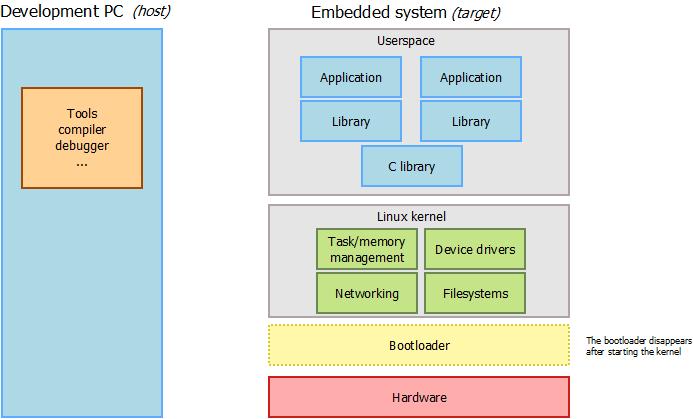 Development PC (host)
Embedded system (target)
Tools
compiler
debugger
...
Userspace
Application
Application
Library
Library
C library
Linux kernel
Task/memory
management
Device drivers
Networking
Filesystems
Bootloader
The bootloader disappears
after starting the kernel
Hardware